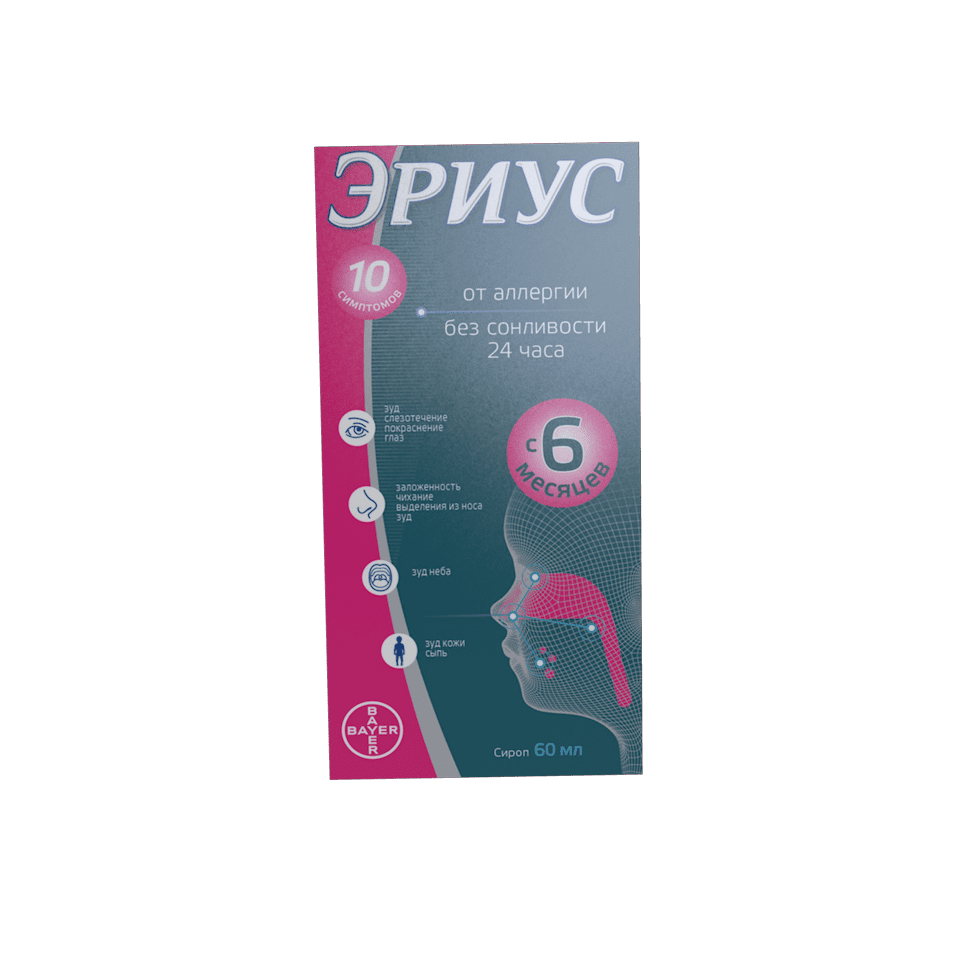 ЭРИУС
10
СИМПТОМОВ
от аллергии
без сонливости
24 часа
зуд
слезотечение
покраснение
глаз
с 6
месяцев
заложенность
чихание
выделения из носа
зуд
зуд неба
зуд кожи
сыпь
BAYER
BAYER
Сироп 60 мл